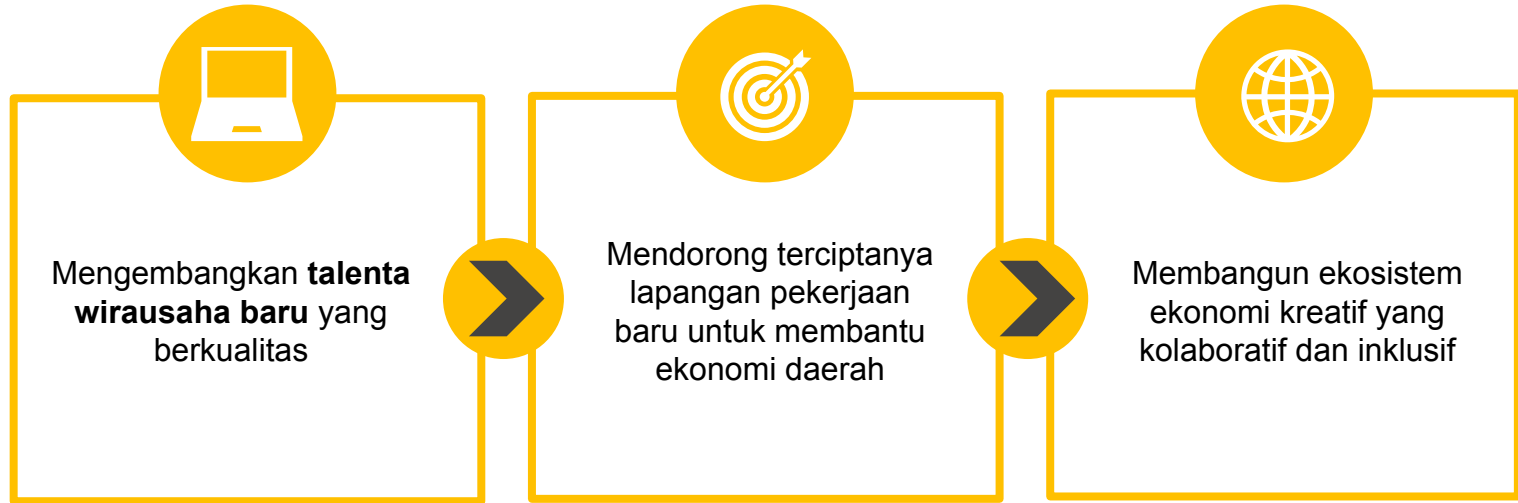 Mengembangkan talenta
wirausaha baru yang
berkualitas
Mendorong terciptanya
lapangan pekerjaan
baru untuk membantu
ekonomi daerah
Membangun ekosistem
ekonomi kreatif yang
kolaboratif dan inklusif